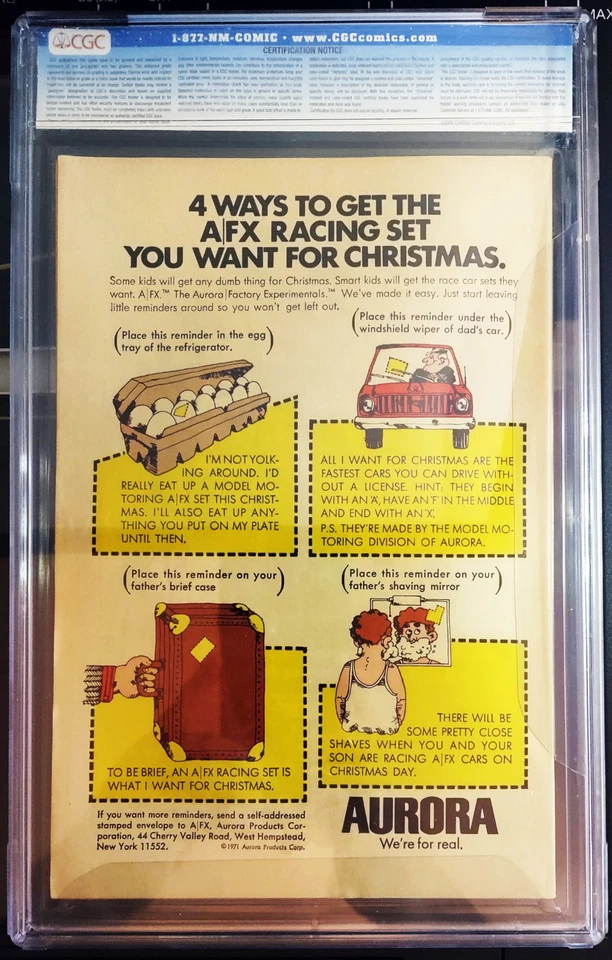 CGC
1-877-NM-COMIC • www.CGCcomics.com
CERTIFICATION NOTICE
4 WAYS TO GET THE
A|FX RACING SET
YOU WANT FOR CHRISTMAS.
Some kids will get any dumb thing for Christmas. Smart kids will get the race car sets they
want. A|FX.™ The Aurora|Factory Experimentals.™ We've made it easy. Just start leaving
little reminders around so you won't get left out.
(Place this reminder in the egg
tray of the refrigerator.)
(Place this reminder under the
windshield wiper of dad's car.)
I'M NOT YOLK-
ING AROUND. I'D
REALLY EAT UP A MODEL MO-
TORING A|FX SET THIS CHRIST-
MAS. I'LL ALSO EAT UP ANY-
THING YOU PUT ON MY PLATE
UNTIL THEN.
ALL I WANT FOR CHRISTMAS ARE THE
FASTEST CARS YOU CAN DRIVE WITH-
OUT A LICENSE. HINT: THEY BEGIN
WITH AN 'A', HAVE AN 'F' IN THE MIDDLE
AND END WITH AN 'X'.
P.S. THEY'RE MADE BY THE MODEL MO-
TORING DIVISION OF AURORA.
(Place this reminder on your
father's brief case)
(Place this reminder on your
father's shaving mirror)
TO BE BRIEF, AN A|FX RACING SET IS
WHAT I WANT FOR CHRISTMAS.
THERE WILL BE
SOME PRETTY CLOSE
SHAVES WHEN YOU AND YOUR
SON ARE RACING A|FX CARS ON
CHRISTMAS DAY.
If you want more reminders, send a self-addressed
stamped envelope to A|FX, Aurora Products Cor-
poration, 44 Cherry Valley Road, West Hempstead,
New York 11552. ©1971 Aurora Products Corp.
AURORA
We're for real.